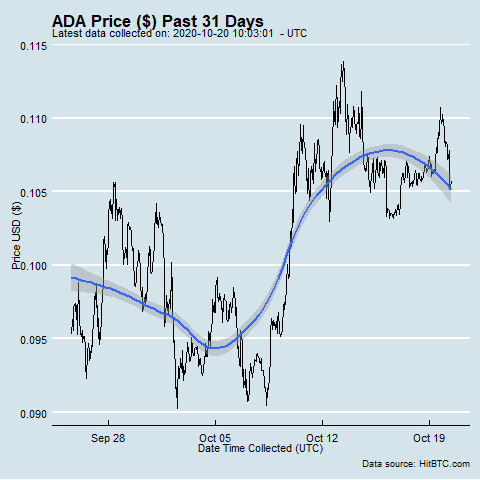 ADA Price ($) Past 31 Days
Latest data collected on: 2020-10-20 10:03:01 - UTC
0.115
0.110
0.105
0.100
0.095
0.090
Price USD ($)
Sep 28
Oct 05
Oct 12
Oct 19
Date Time Collected (UTC)
Data source: HitBTC.com